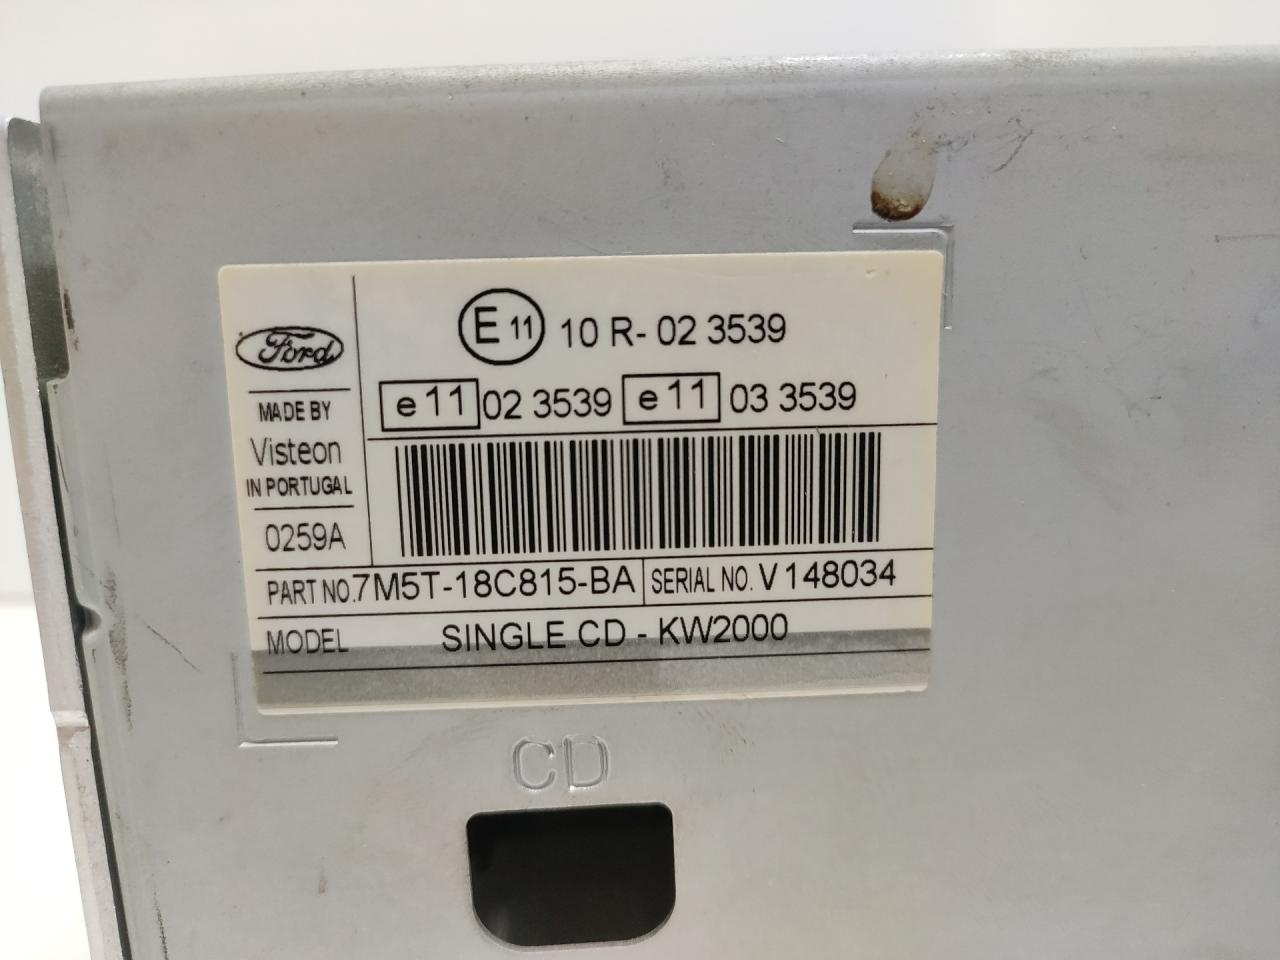 E 11 10 R- 02 3539
e 11 02 3539 e 11 03 3539
Ford
MADE BY
Visteon
IN PORTUGAL
0259A
PART NO. 7M5T-18C815-BA SERIAL NO. V 148034
MODEL SINGLE CD - KW2000
CD